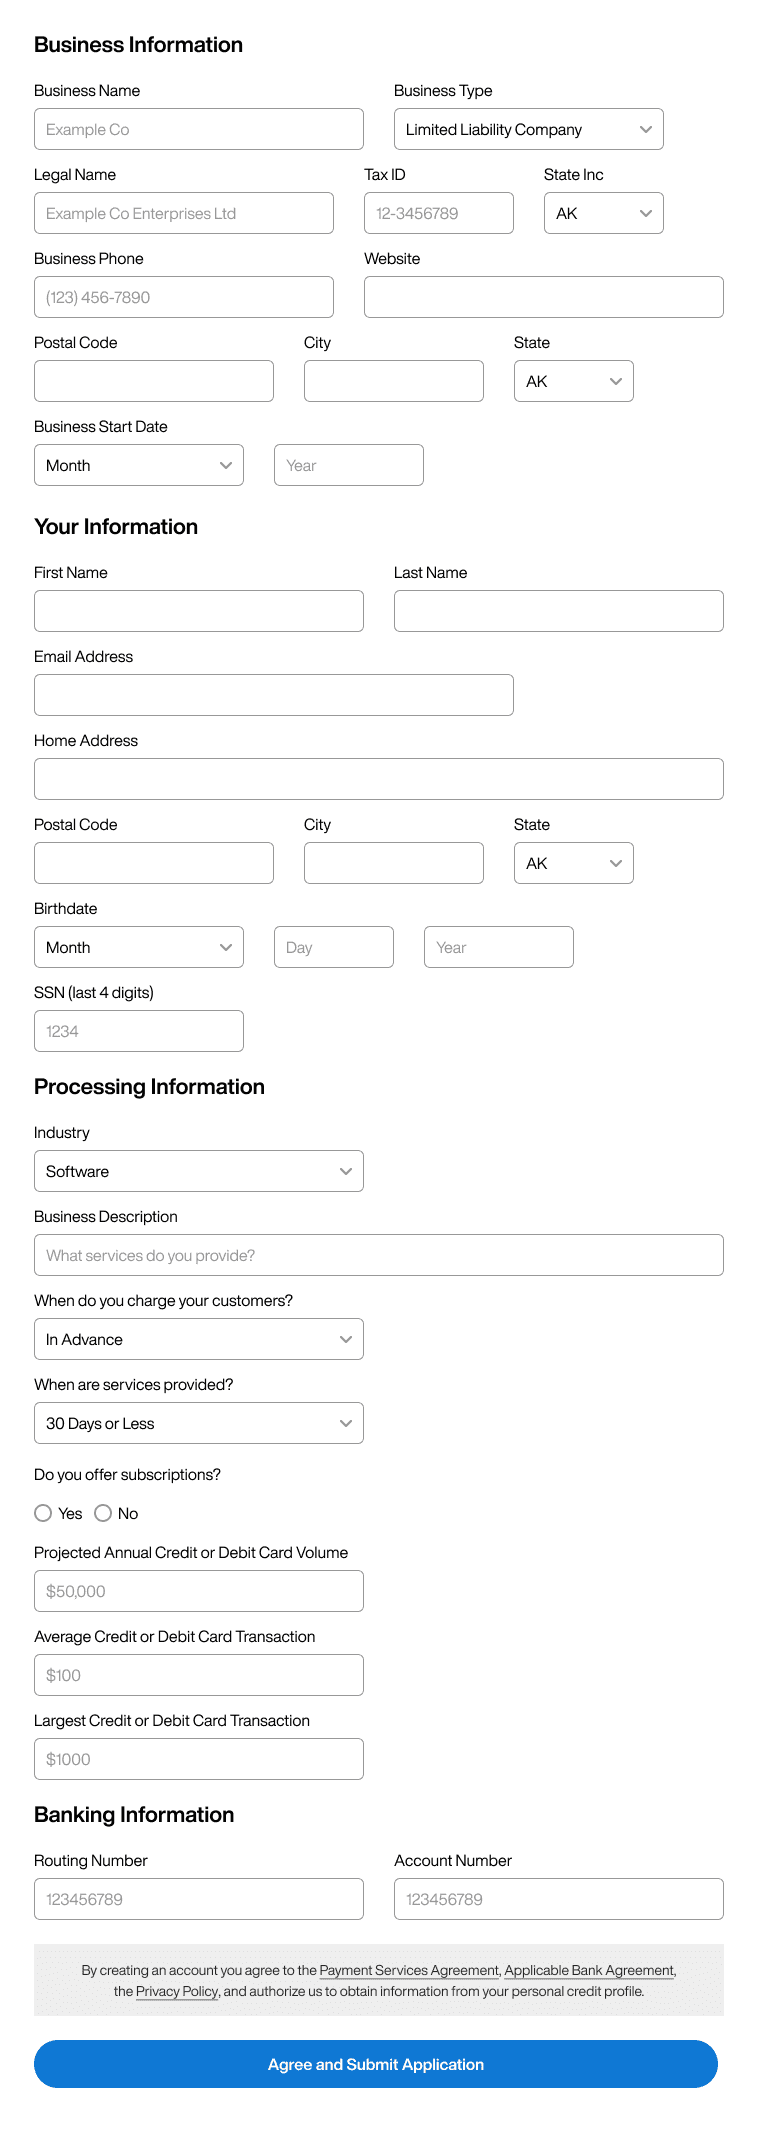 Business Information
Business Name Business Type
Example Co Limited Liability Company
Legal Name Tax ID State Inc
Example Co Enterprises Ltd 12-3456789 AK
Business Phone Website
(123) 456-7890
Postal Code City State
AK
Business Start Date
Month Year
Your Information
First Name Last Name
Email Address
Home Address
Postal Code City State
AK
Birthdate
Month Day Year
SSN (last 4 digits)
1234
Processing Information
Industry
Software
Business Description
What services do you provide?
When do you charge your customers?
In Advance
When are services provided?
30 Days or Less
Do you offer subscriptions?
Yes No
Projected Annual Credit or Debit Card Volume
$50,000
Average Credit or Debit Card Transaction
$100
Largest Credit or Debit Card Transaction
$1000
Banking Information
Routing Number Account Number
123456789 123456789
By creating an account you agree to the Payment Services Agreement, Applicable Bank Agreement,
the Privacy Policy, and authorize us to obtain information from your personal credit profile.
Agree and Submit Application